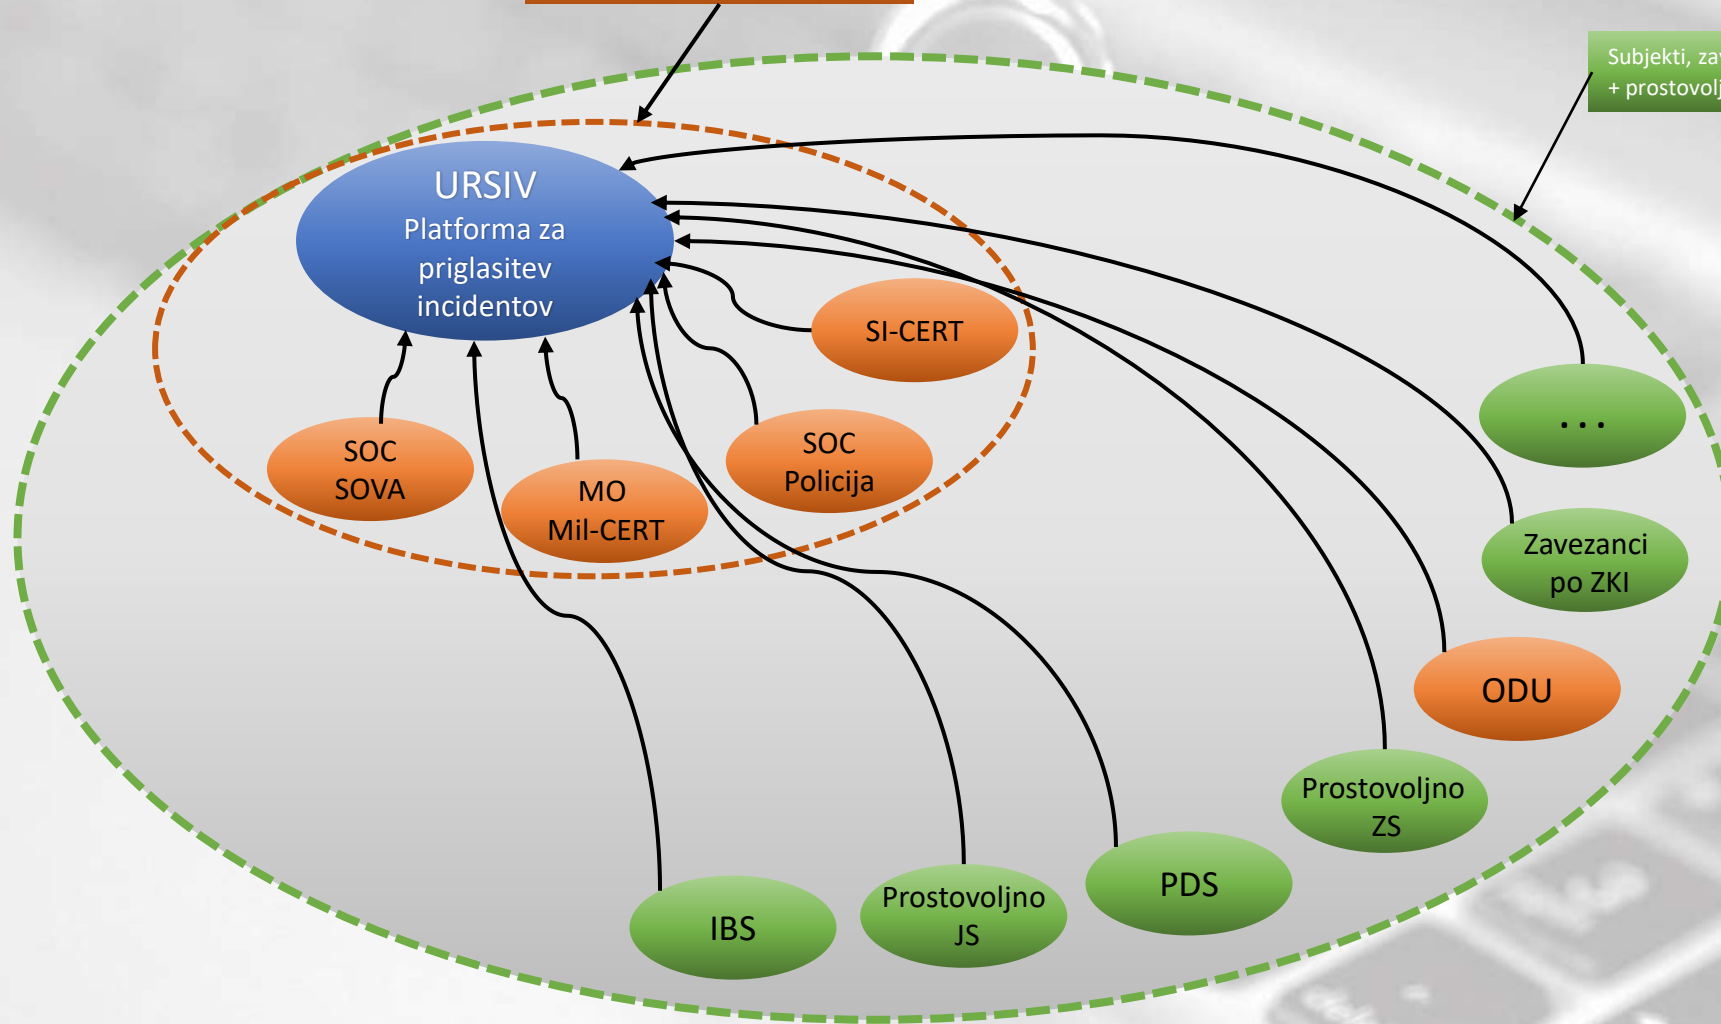 Subjekti,
+
URSIV
Platforma za
priglasitev
incidentov
SI-CERT
SOC
SOVA
MO
Mil-CERT
SOC
Policija
...
Zavezanci
po ZKI
ODU
Prostovoljno
ZS
PDS
Prostovoljno
JS
IBS